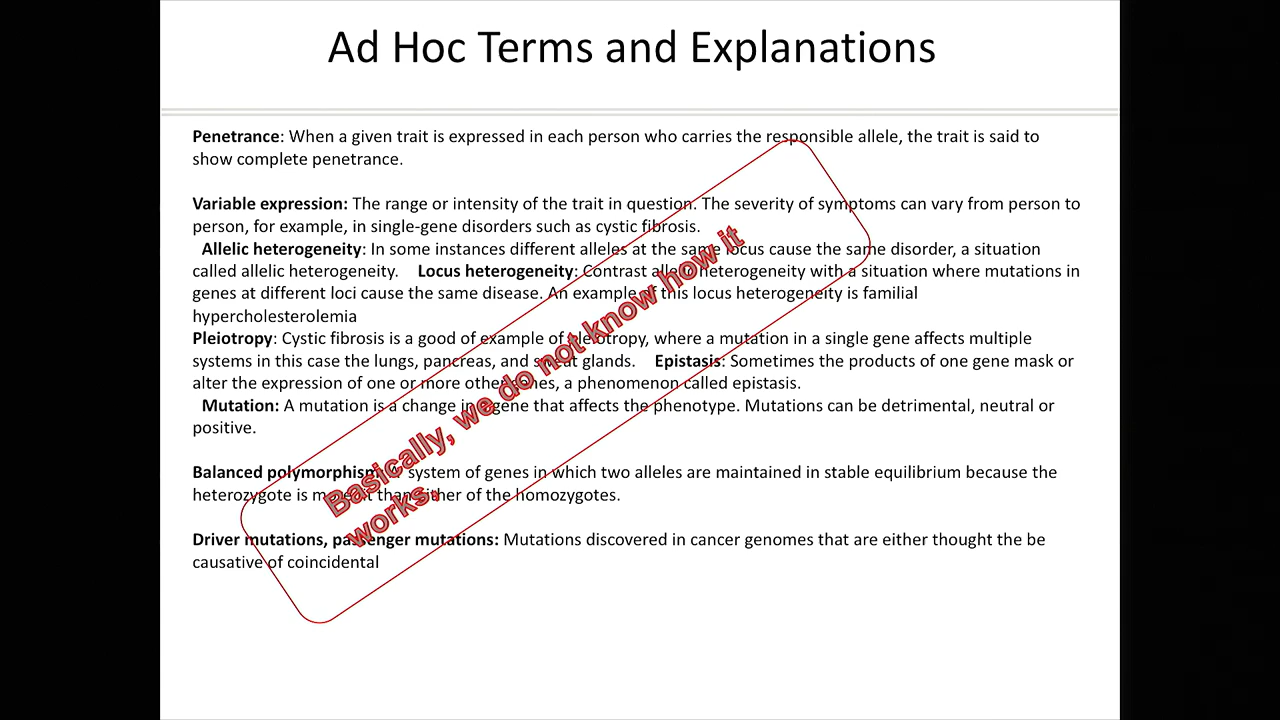 Ad Hoc Terms and Explanations
Penetrance: When a given trait is expressed in each person who carries the responsible allele, the trait is said to
show complete penetrance.
Variable expression: The range or intensity of the trait in question. The severity of symptoms can vary from person to
person, for example, in single-gene disorders such as cystic fibrosis.
Allelic heterogeneity: In some instances different alleles at the same locus cause the same disorder, a situation
called allelic heterogeneity. Locus heterogeneity: Contrast allelic heterogeneity with a situation where mutations in
genes at different loci cause the same disease. An example of this locus heterogeneity is familial
hypercholesterolemia
Pleiotropy: Cystic fibrosis is a good of example of pleiotropy, where a mutation in a single gene affects multiple
systems in this case the lungs, pancreas, and sweat glands. Epistasis: Sometimes the products of one gene mask or
alter the expression of one or more other genes, a phenomenon called epistasis.
Mutation: A mutation is a change in a gene that affects the phenotype. Mutations can be detrimental, neutral or
positive.
Balanced polymorphism: A system of genes in which two alleles are maintained in stable equilibrium because the
heterozygote is more fit than either of the homozygotes.
Driver mutations, passenger mutations: Mutations discovered in cancer genomes that are either thought the be
causative of coincidental
Basically, we do not know how it
works.